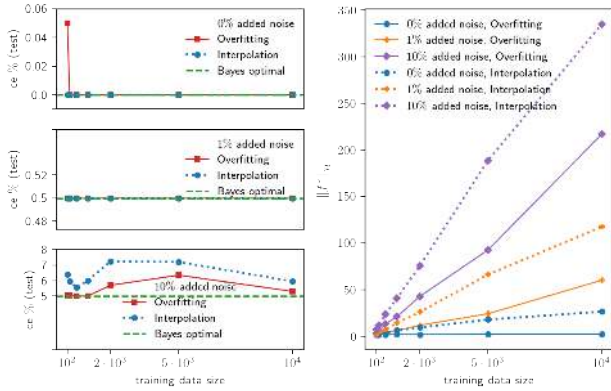 0.06
0.04
0.02
0.0
ce % (test)
0% added noise
Overfitting
Interpolation
Bayes optimal
0.52
0.5
0.48
ce % (test)
1% added noise
Overfitting
Interpolation
Bayes optimal
8
7
6
5
ce % (test)
10% added noise
Overfitting
Interpolation
Bayes optimal
10²
2 · 10³
5 · 10³
10⁴
training data size
350
300
250
200
150
100
50
0
0% added noise, Overfitting
1% added noise, Overfitting
10% added noise, Overfitting
0% added noise, Interpolation
1% added noise, Interpolation
10% added noise, Interpolation
10²
2 · 10³
5 · 10³
10⁴
training data size